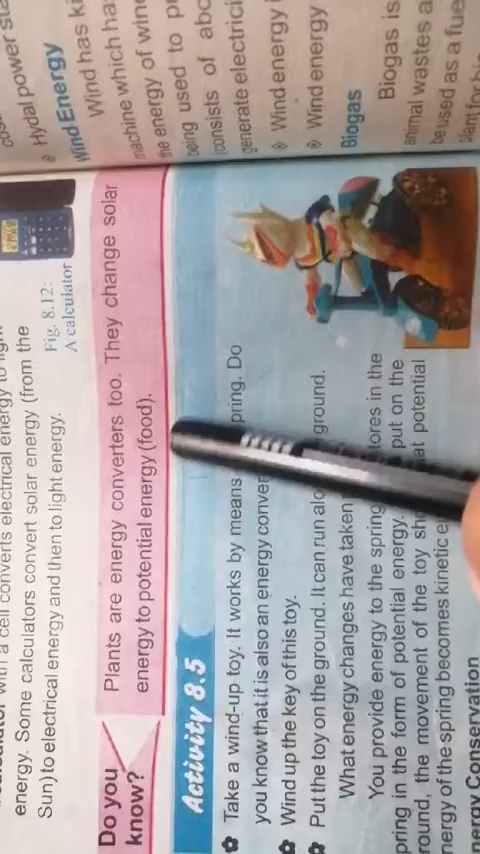 with a cell converts electrical energy to
energy. Some calculators convert solar energy (from the
Sun) to electrical energy and then to light energy.
Fig. 8.12:
A calculator
Do you
know?
Plants are energy converters too. They change solar
energy to potential energy (food).
Activity 8.5
Take a wind-up toy. It works by means pring. Do
you know that it is also an energy conver
Wind up the key of this toy.
Put the toy on the ground. It can run alo ground.
What energy changes have taken
You provide energy to the spring tores in the
pring in the form of potential energy. put on the
round, the movement of the toy sho at potential
nergy of the spring becomes kinetic e
nergy Conservation
Hydal power sta
Wind Energy
Wind has ki
machine which ha
the energy of wind
being used to p
consists of abo
generate electrici
Wind energy i
Wind energy
Biogas
Biogas is
animal wastes a
be used as a fue